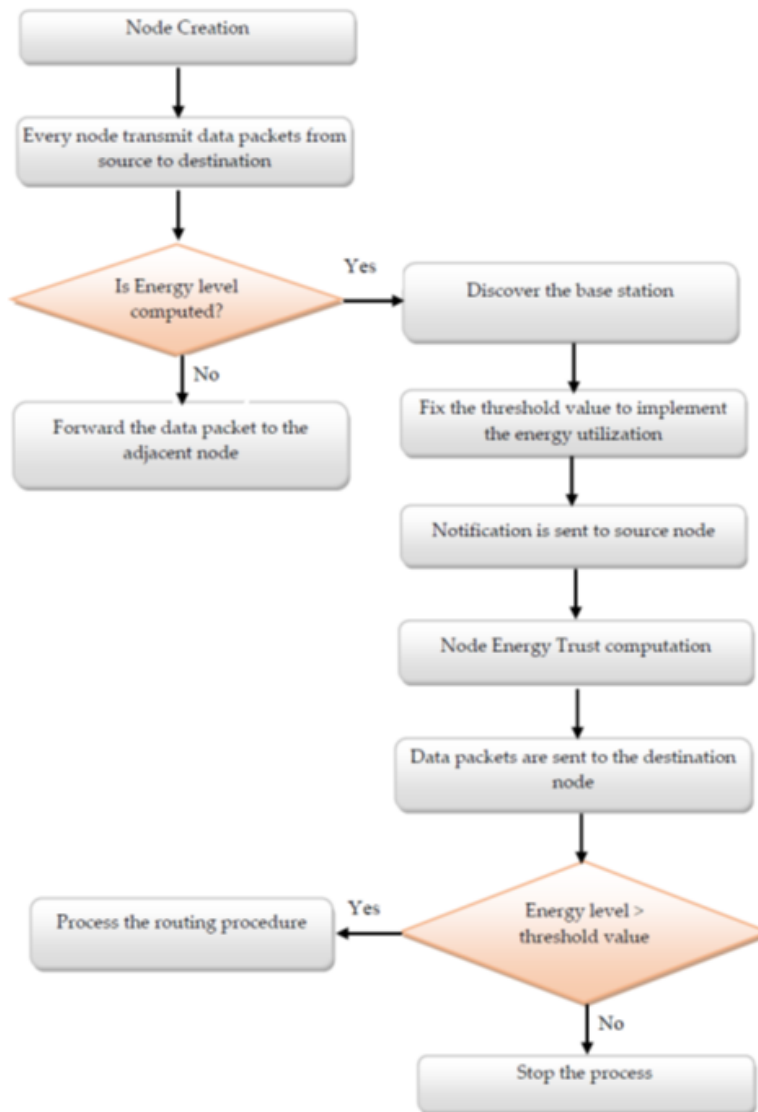 Node Creation
Every node transmit data packets from
source to destination
Is Energy level
computed?
Yes
No
Forward the data packet to the
adjacent node
Discover the base station
Fix the threshold value to implement
the energy utilization
Notification is sent to source node
Node Energy Trust computation
Data packets are sent to the destination
node
Energy level >
threshold value
Yes
Process the routing procedure
No
Stop the process